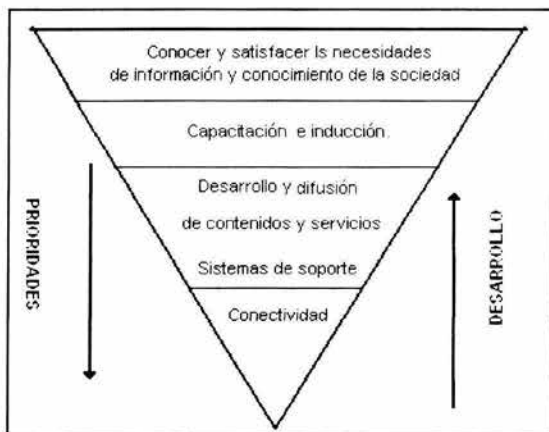 Conocer y satisfacer ls necesidades
de información y conocimiento de la sociedad
Capacitación e inducción.
Desarrollo y difusión
de contenidos y servicios
Sistemas de soporte
Conectividad
PRIORIDADES
DESARROLLO